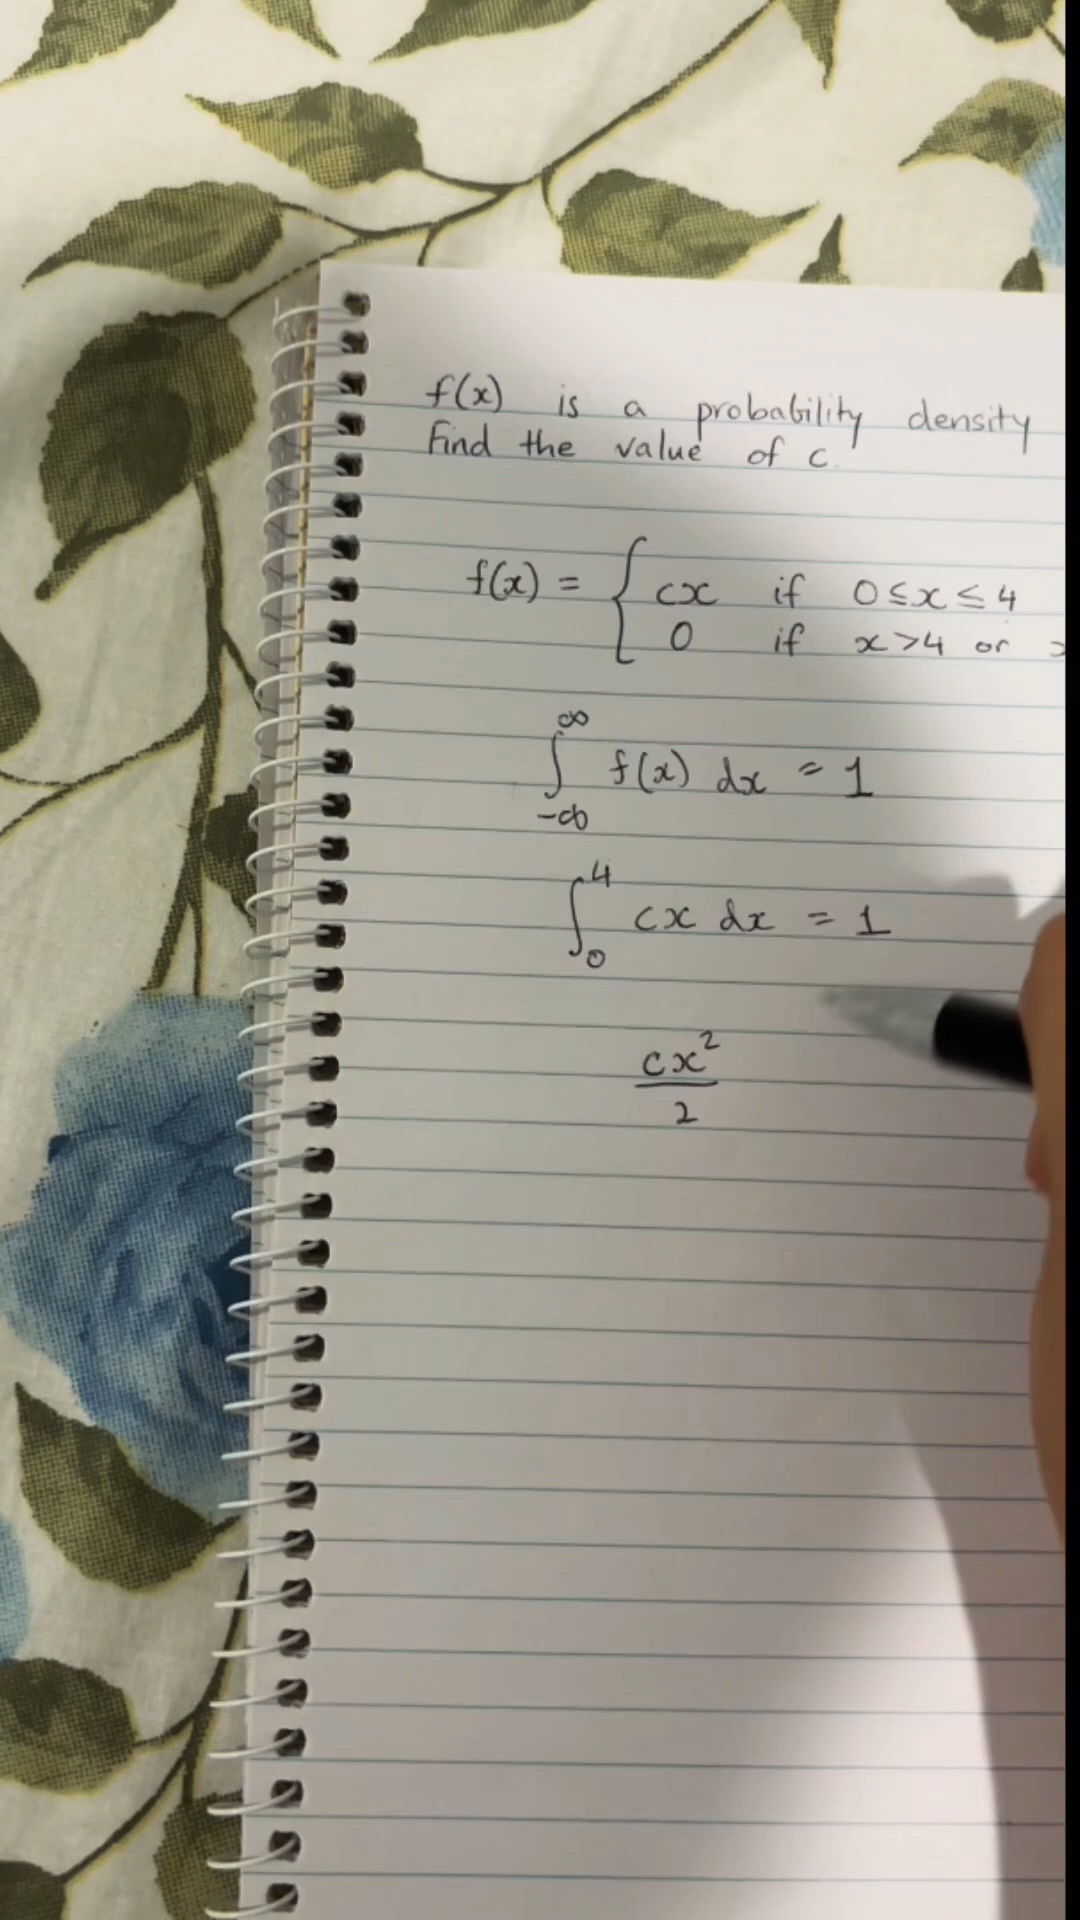 f(x) is a probability density
Find the value of c.
f(x) = { cx if 0 ≤ x ≤ 4
0 if x > 4 or
∫_{-∞}^{∞} f(x) dx = 1
∫_0^4 cx dx = 1
cx²/2